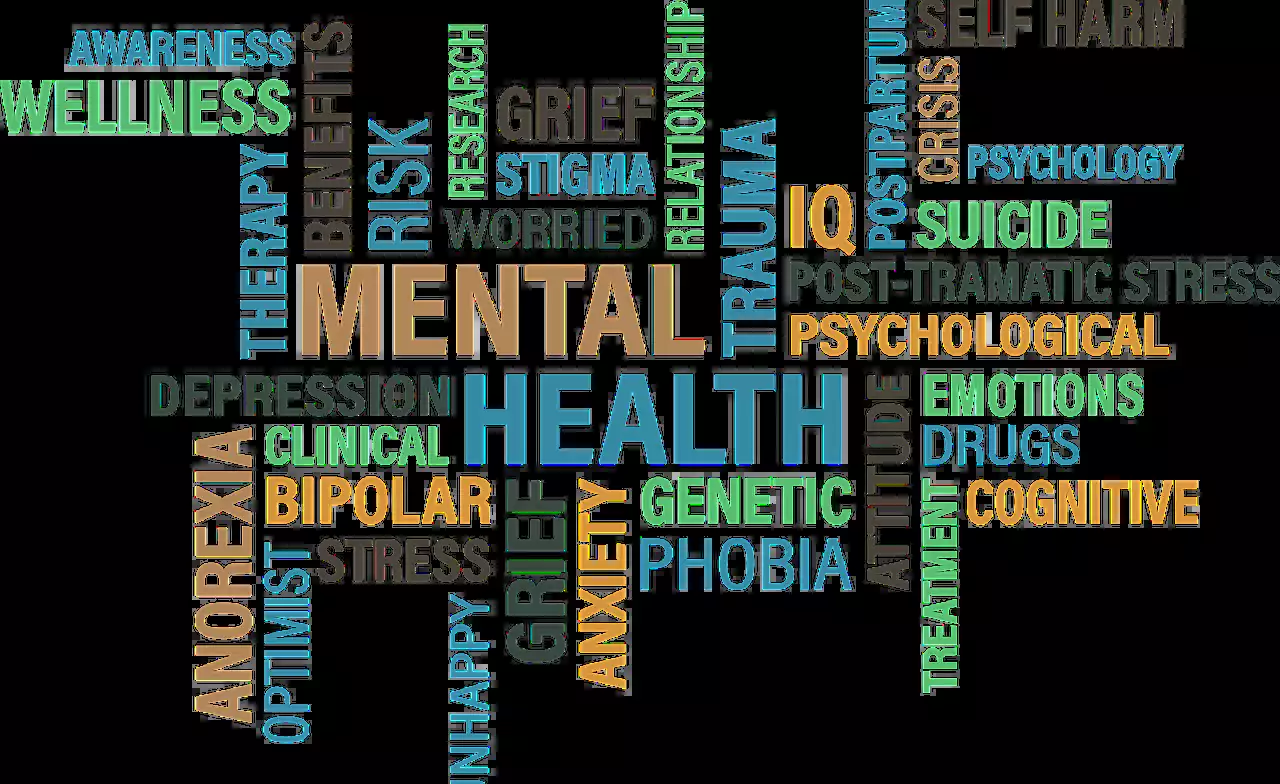 AWARENESS
WELLNESS
THERAPY
BENEFITS
RISK
RESEARCH
GRIEF
STIGMA
WORRIED
RELATIONSHIP
TRAUMA
IQ
POSTPARTUM
SELF HARM
CRISIS
PSYCHOLOGY
SUICIDE
POST-TRAMATIC STRESS
PSYCHOLOGICAL
MENTAL
HEALTH
DEPRESSION
CLINICAL
BIPOLAR
STRESS
ANOREXIA
OPTIMIST
NHAPPY
GRIEF
ANXIETY
GENETIC
PHOBIA
ATTITUDE
EMOTIONS
DRUGS
COGNITIVE
TREATMENT